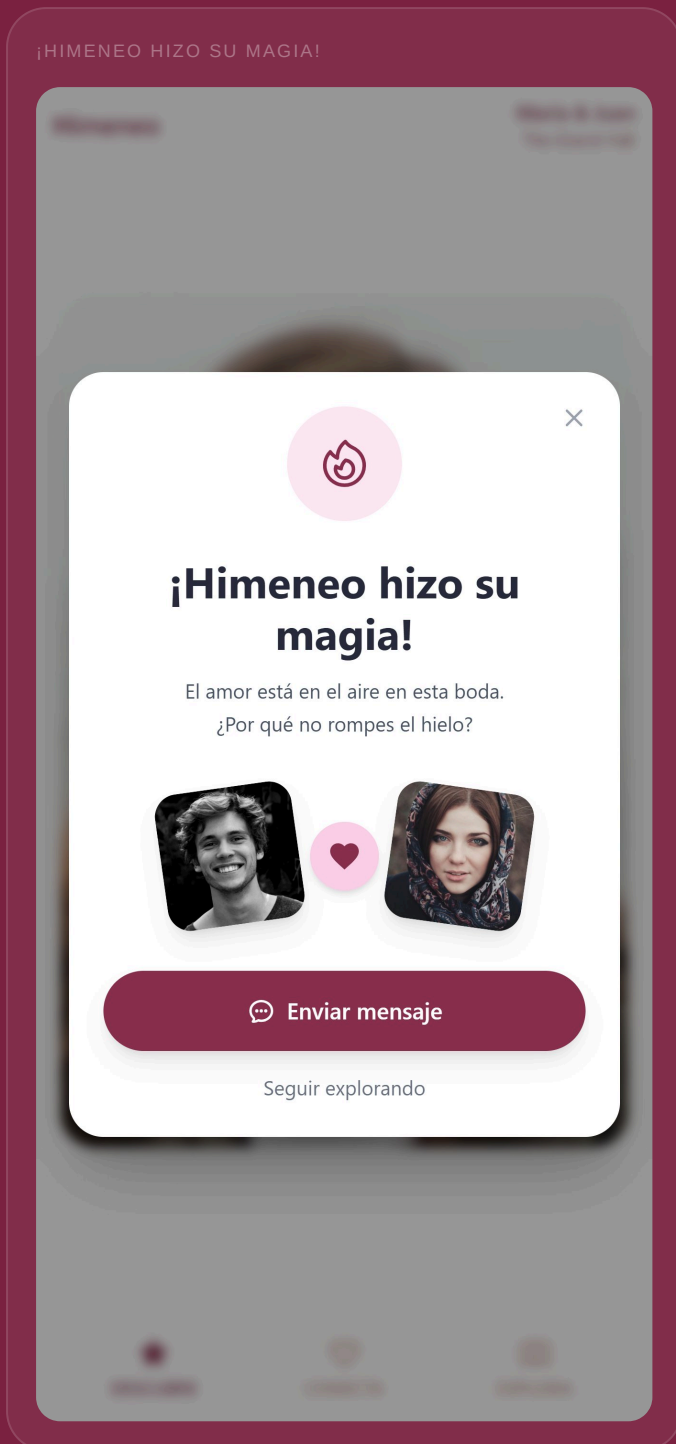 ¡HIMENEO HIZO SU MAGIA!
Himeneo
¡Himeneo hizo su
magia!
El amor está en el aire en esta boda.
¿Por qué no rompes el hielo?
Enviar mensaje
Seguir explorando